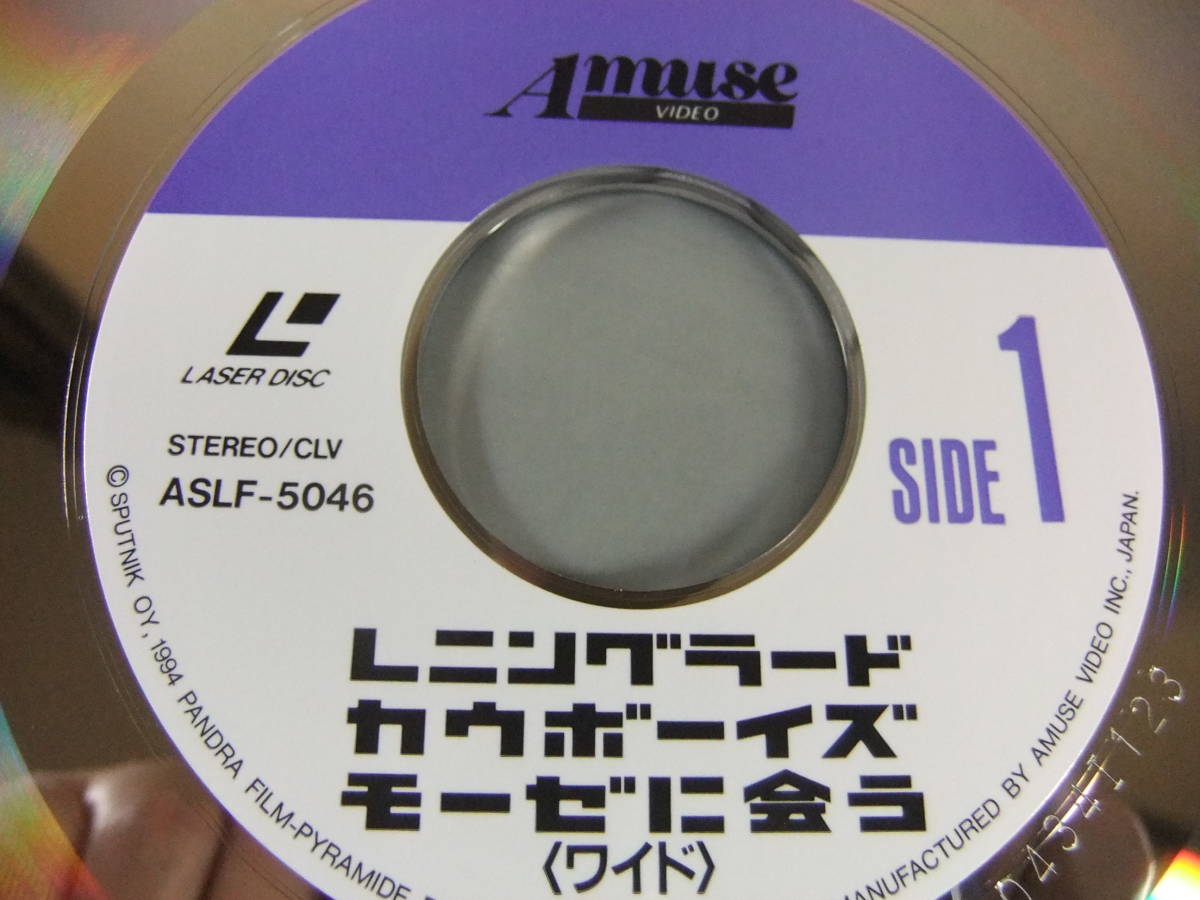 Amuse
VIDEO
LASER DISC
STEREO/CLV
ASLF-5046
SIDE 1
レニングラード
カウボーイズ
モーゼに会う
〈ワイド〉
© SPUTNIK OY, 1994 PANDRA FILM-PYRAMIDE
MANUFACTURED BY AMUSE VIDEO INC., JAPAN.